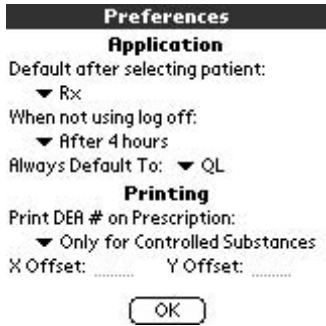 Preferences
Application
Default after selecting patient:
Rx
When not using log off:
After 4 hours
Always Default To: QL
Printing
Print DEA # on Prescription:
Only for Controlled Substances
X Offset: Y Offset:
OK